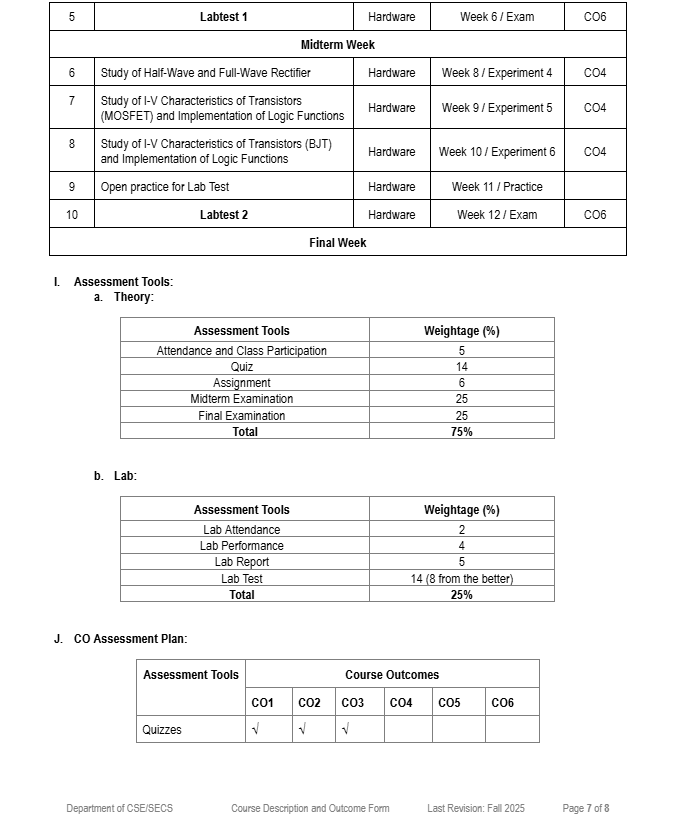 5 Labtest 1 Hardware Week 6 / Exam CO6
Midterm Week
6 Study of Half-Wave and Full-Wave Rectifier Hardware Week 8 / Experiment 4 CO4
7 Study of I-V Characteristics of Transistors
(MOSFET) and Implementation of Logic Functions Hardware Week 9 / Experiment 5 CO4
8 Study of I-V Characteristics of Transistors (BJT)
and Implementation of Logic Functions Hardware Week 10 / Experiment 6 CO4
9 Open practice for Lab Test Hardware Week 11 / Practice
10 Labtest 2 Hardware Week 12 / Exam CO6
Final Week
I. Assessment Tools:
a. Theory:
Assessment Tools Weightage (%)
Attendance and Class Participation 5
Quiz 14
Assignment 6
Midterm Examination 25
Final Examination 25
Total 75%
b. Lab:
Assessment Tools Weightage (%)
Lab Attendance 2
Lab Performance 4
Lab Report 5
Lab Test 14 (8 from the better)
Total 25%
J. CO Assessment Plan:
Assessment Tools Course Outcomes
CO1 CO2 CO3 CO4 CO5 CO6
Quizzes √ √ √
Department of CSE/SECS Course Description and Outcome Form Last Revision: Fall 2025 Page 7 of 8